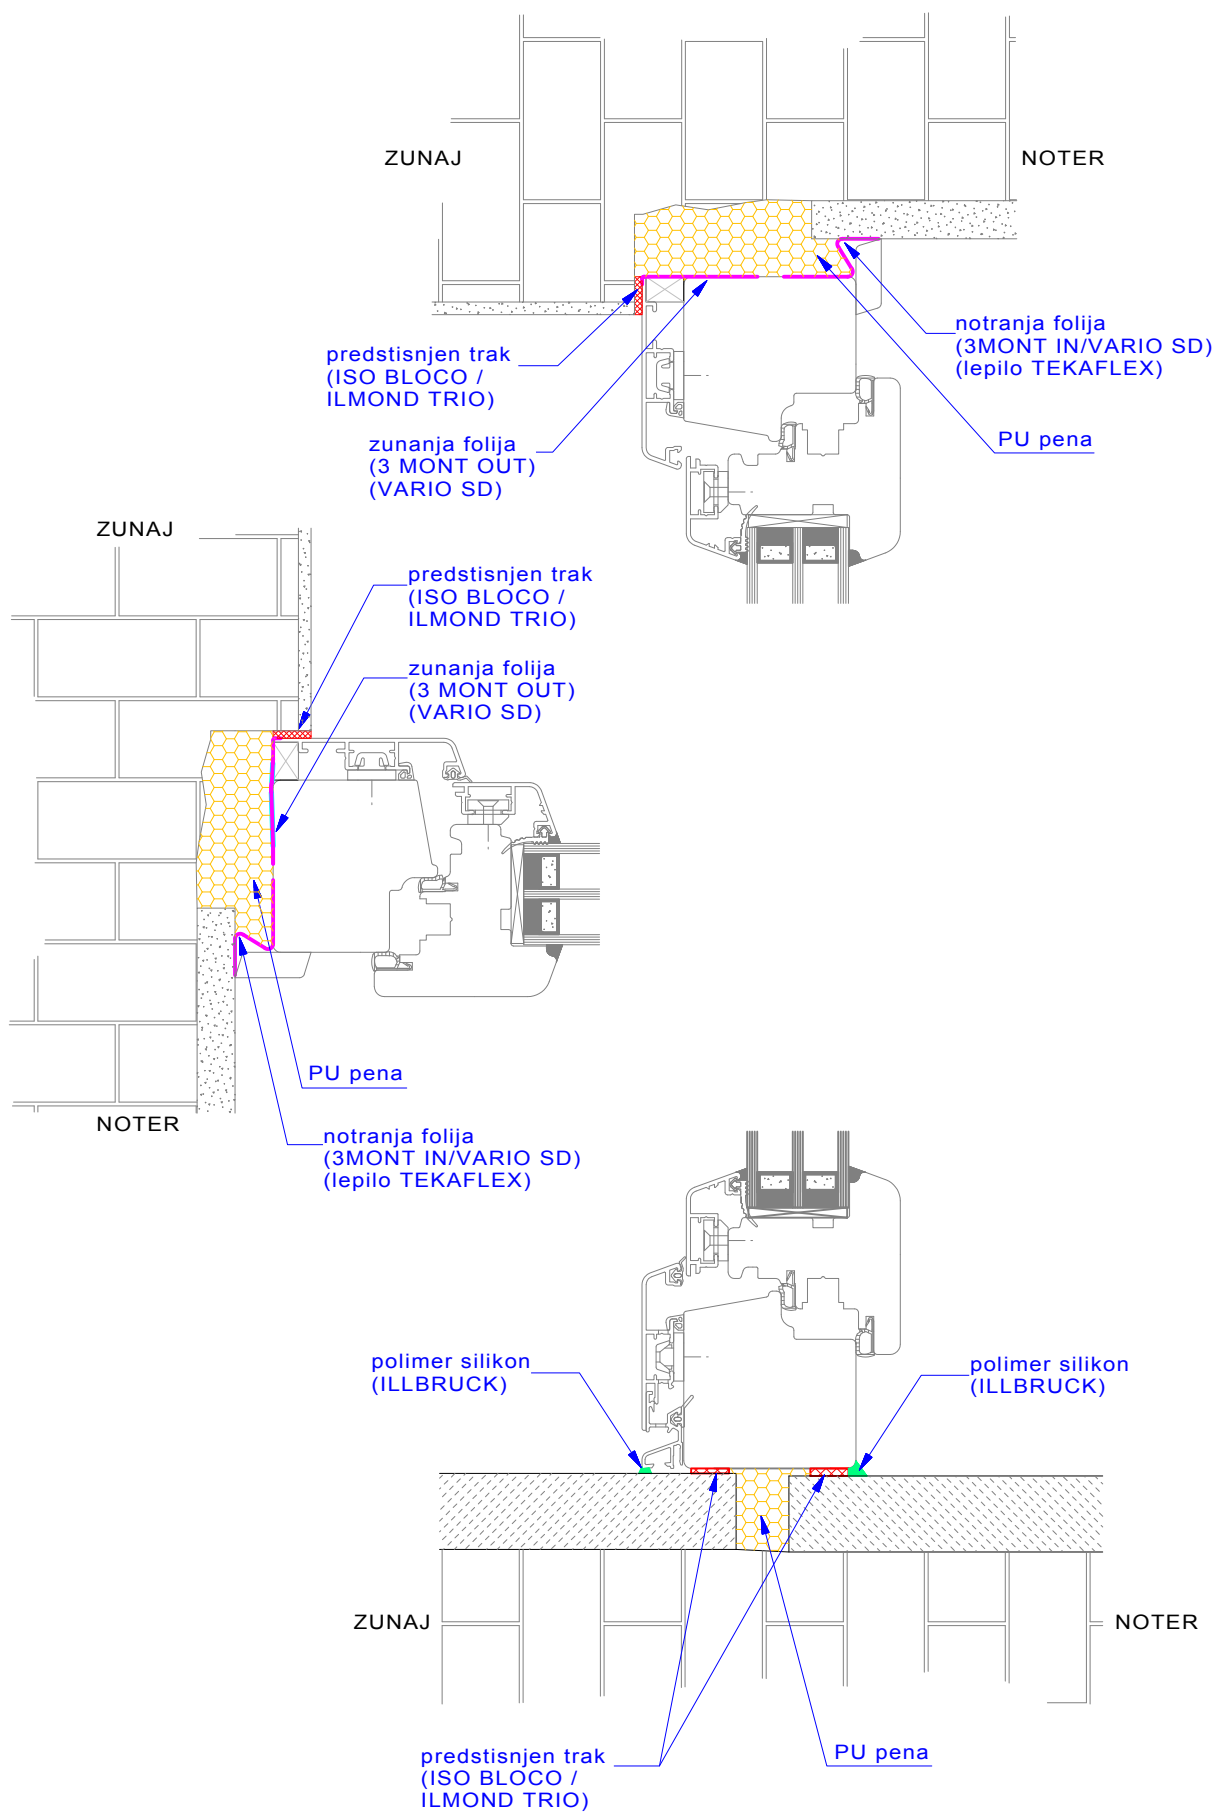 ZUNAJ
NOTER
predstisnjen trak
(ISO BLOCO /
ILMOND TRIO)
zunanja folija
(3 MONT OUT)
(VARIO SD)
notranja folija
(3MONT IN/VARIO SD)
(lepilo TEKAFLEX)
PU pena
ZUNAJ
predstisnjen trak
(ISO BLOCO /
ILMOND TRIO)
zunanja folija
(3 MONT OUT)
(VARIO SD)
PU pena
NOTER
notranja folija
(3MONT IN/VARIO SD)
(lepilo TEKAFLEX)
polimer silikon
(ILLBRUCK)
polimer silikon
(ILLBRUCK)
ZUNAJ
NOTER
predstisnjen trak
(ISO BLOCO /
ILMOND TRIO)
PU pena